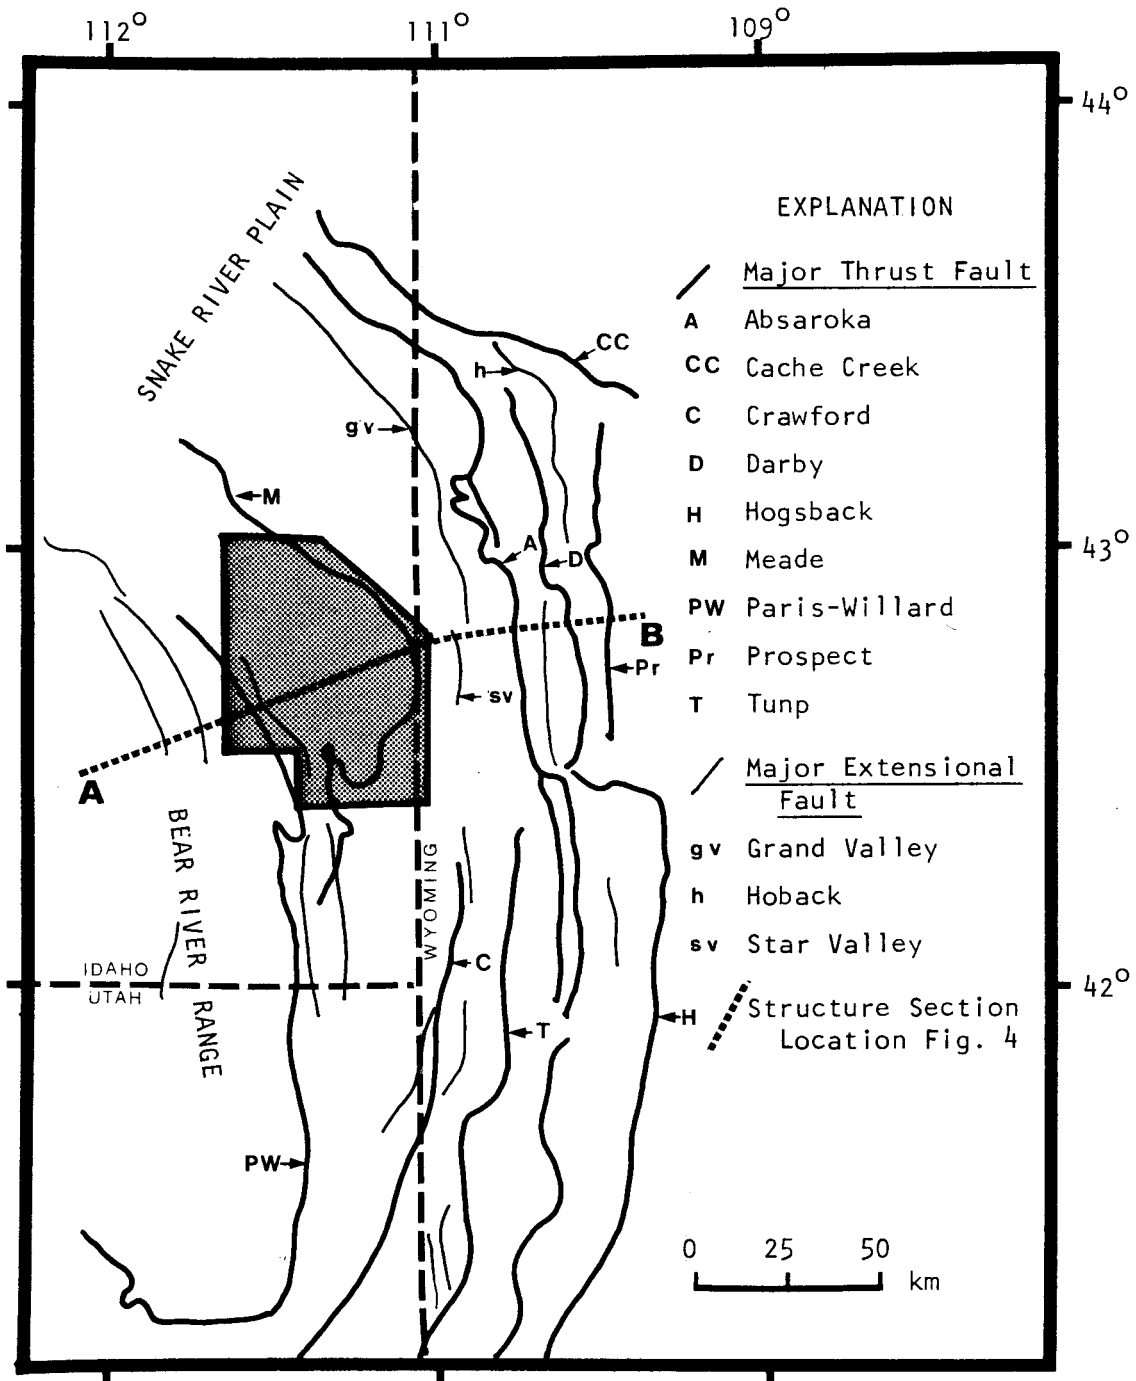 112° 111° 109°
44°
SNAKE RIVER PLAIN
EXPLANATION
Major Thrust Fault
A Absaroka
CC Cache Creek
C Crawford
D Darby
H Hogsback
M Meade
PW Paris-Willard
Pr Prospect
T Tunp
Major Extensional
Fault
gv Grand Valley
h Hoback
sv Star Valley
Structure Section
Location Fig. 4
CC
h
gv
M
A
D
43°
B
Pr
sv
A
BEAR RIVER RANGE
WYOMING
IDAHO
UTAH
C
42°
T
H
PW
0 25 50
km